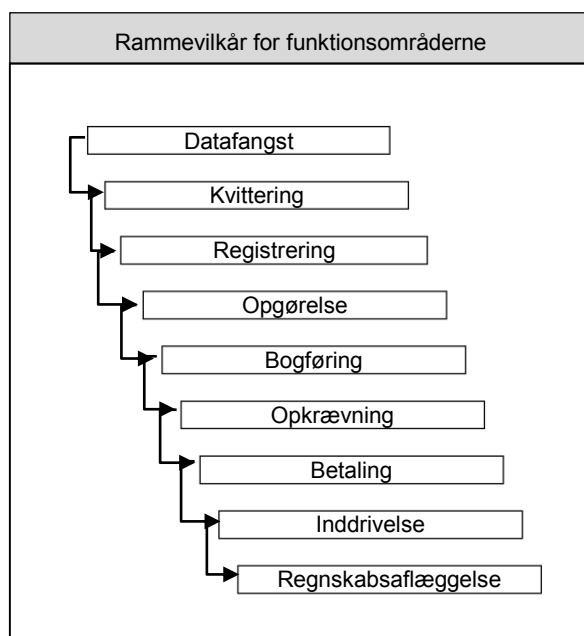 Rammevilkår for funktionsområderne
Datafangst
Kvittering
Registrering
Opgørelse
Bogføring
Opkrævning
Betaling
Inddrivelse
Regnskabsaflæggelse